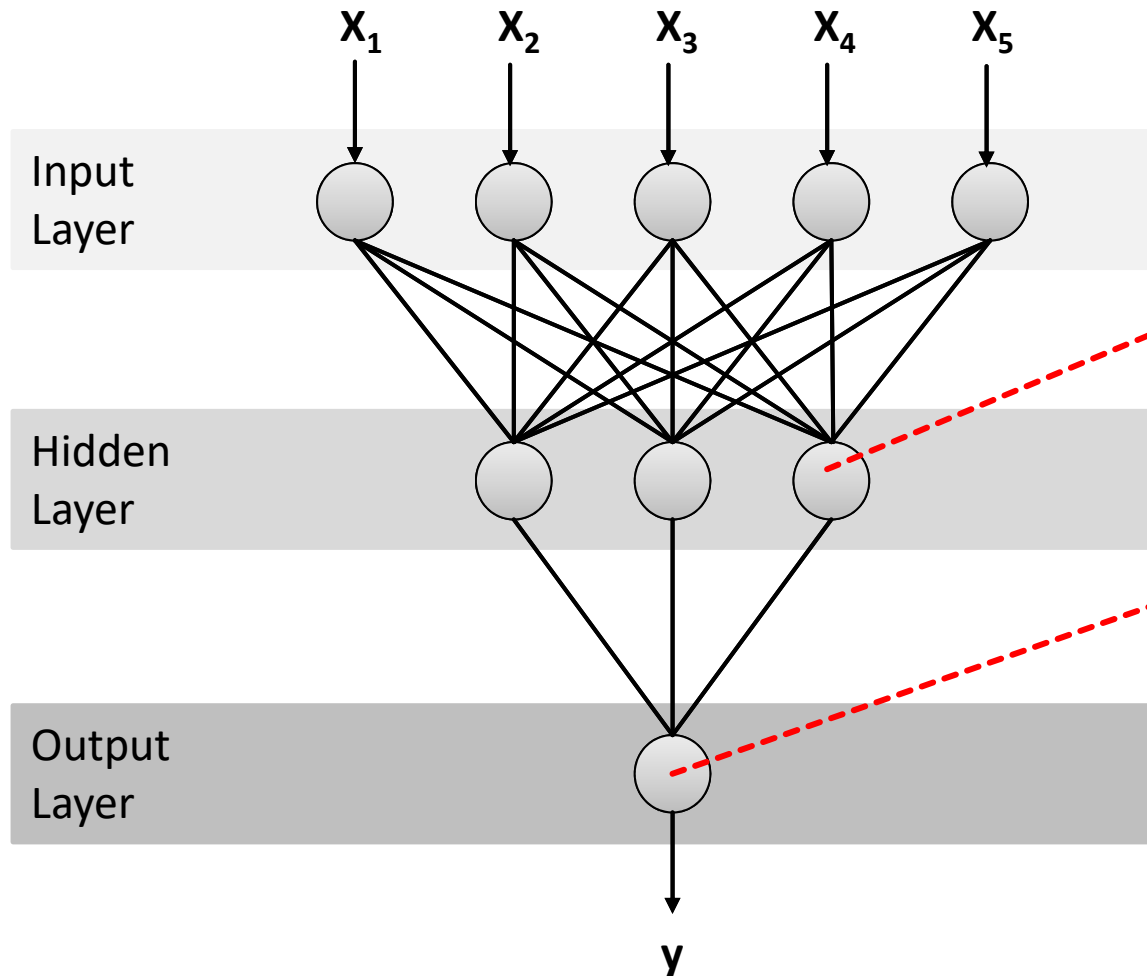 X₁ X₂ X₃ X₄ X₅
Input
Layer
Hidden
Layer
Output
Layer
y